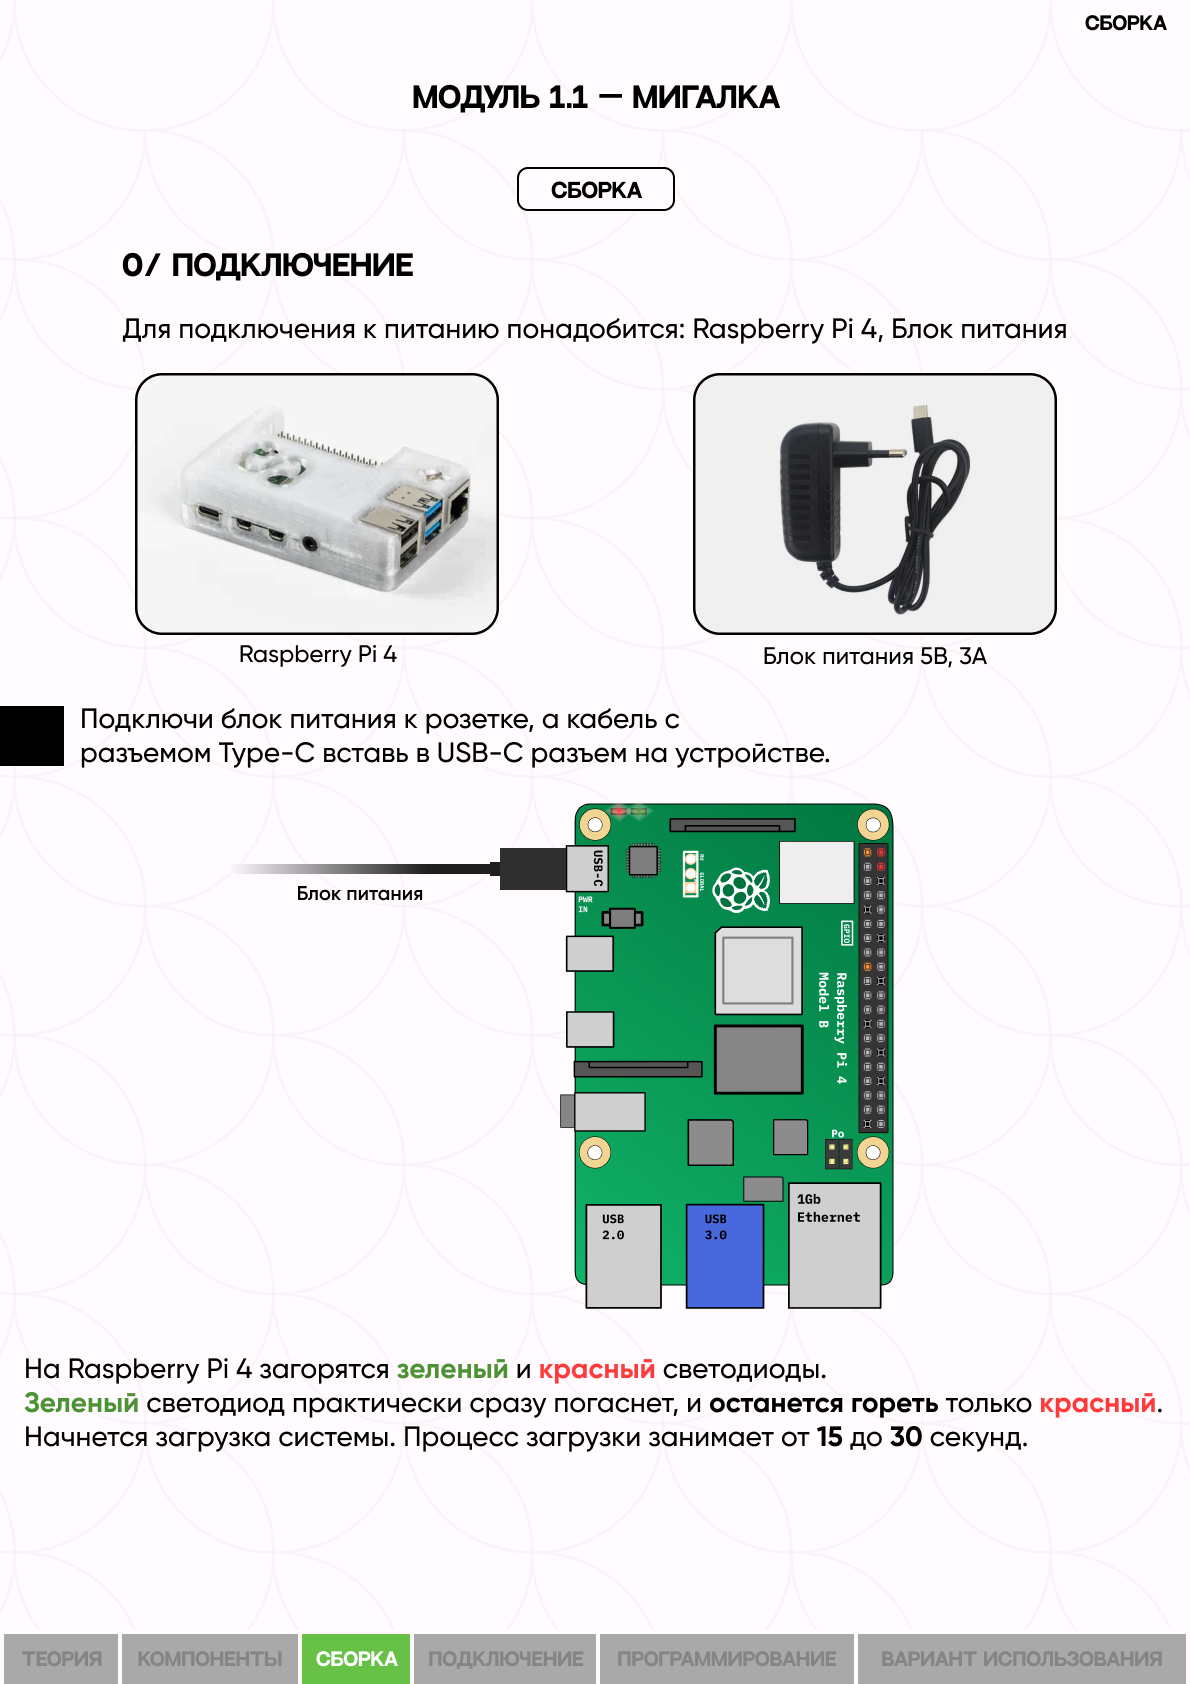 СБОРКА
МОДУЛЬ 1.1 — МИГАЛКА
СБОРКА
0/ ПОДКЛЮЧЕНИЕ
Для подключения к питанию понадобится: Raspberry Pi 4, Блок питания
Raspberry Pi 4
Блок питания 5В, 3А
Подключи блок питания к розетке, а кабель с
разъемом Type-C вставь в USB-C разъем на устройстве.
Блок питания
USB-C
PWR
IN
R2
GLOBAL
GPIO
Raspberry Pi 4
Model B
Po
USB
2.0
USB
3.0
1Gb
Ethernet
На Raspberry Pi 4 загорятся зеленый и красный светодиоды.
Зеленый светодиод практически сразу погаснет, и останется гореть только красный.
Начнется загрузка системы. Процесс загрузки занимает от 15 до 30 секунд.
ТЕОРИЯ
КОМПОНЕНТЫ
СБОРКА
ПОДКЛЮЧЕНИЕ
ПРОГРАММИРОВАНИЕ
ВАРИАНТ ИСПОЛЬЗОВАНИЯ